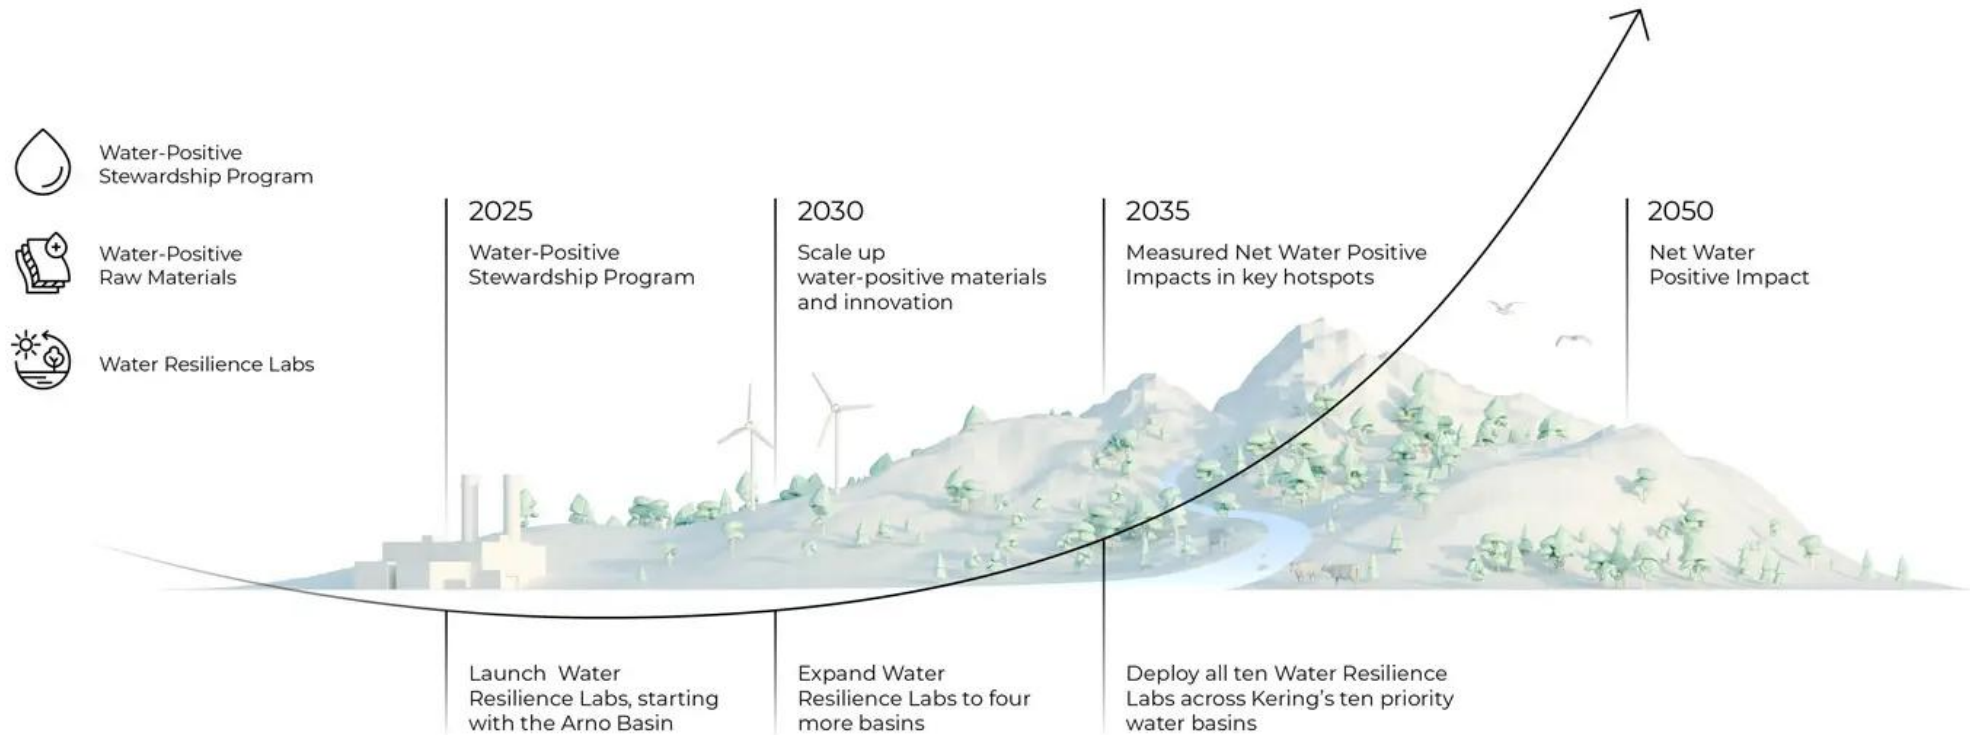 Water-Positive
Stewardship Program
Water-Positive
Raw Materials
Water Resilience Labs
2025
Water-Positive
Stewardship Program
2030
Scale up
water-positive materials
and innovation
2035
Measured Net Water Positive
Impacts in key hotspots
2050
Net Water
Positive Impact
Launch Water
Resilience Labs, starting
with the Arno Basin
Expand Water
Resilience Labs to four
more basins
Deploy all ten Water Resilience
Labs across Kering’s ten priority
water basins